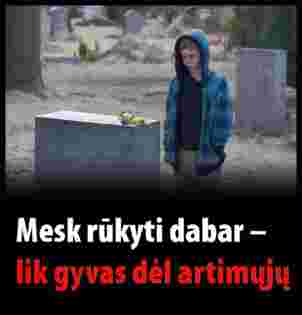 Mesk rūkyti dabar –
lik gyvas dėl artimųjų